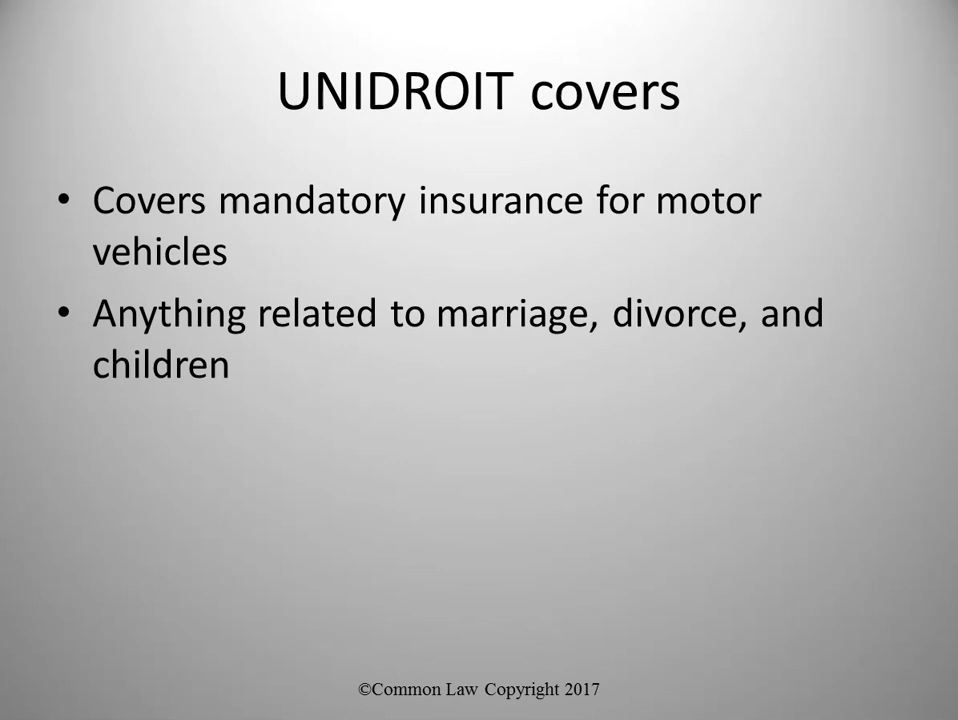 UNIDROIT covers
• Covers mandatory insurance for motor
vehicles
• Anything related to marriage, divorce, and
children
©Common Law Copyright 2017